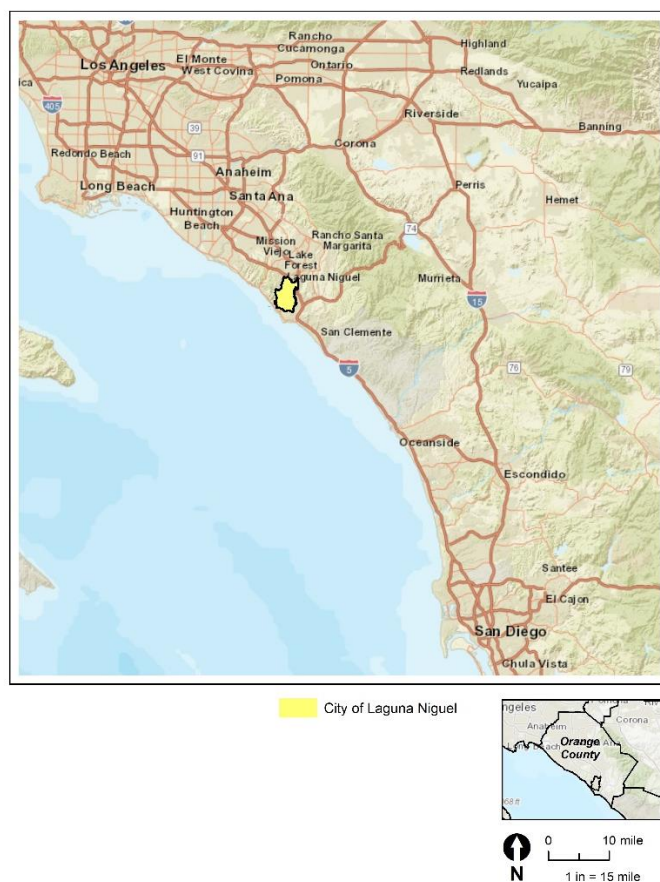 Rancho
Cucamonga
Highland
El Monte
Los Angeles
West Covina
Ontario
Redlands
Pomona
Yucaipa
405
Riverside
39
Banning
Corona
Redondo Beach
91
Anaheim
Long Beach
Perris
Hemet
Santa Ana
Huntington
Beach
74
Rancho Santa
Margarita
Mission
Viejo
Lake
Forest
Laguna Niguel
Murrieta
15
San Clemente
5
76
79
Oceanside
Escondido
Santee
El Cajon
San Diego
Chula Vista
City of Laguna Niguel
ngeles
Corona
Anaheim
Orange
County
Ana
N
0 10 mile
1 in = 15 mile